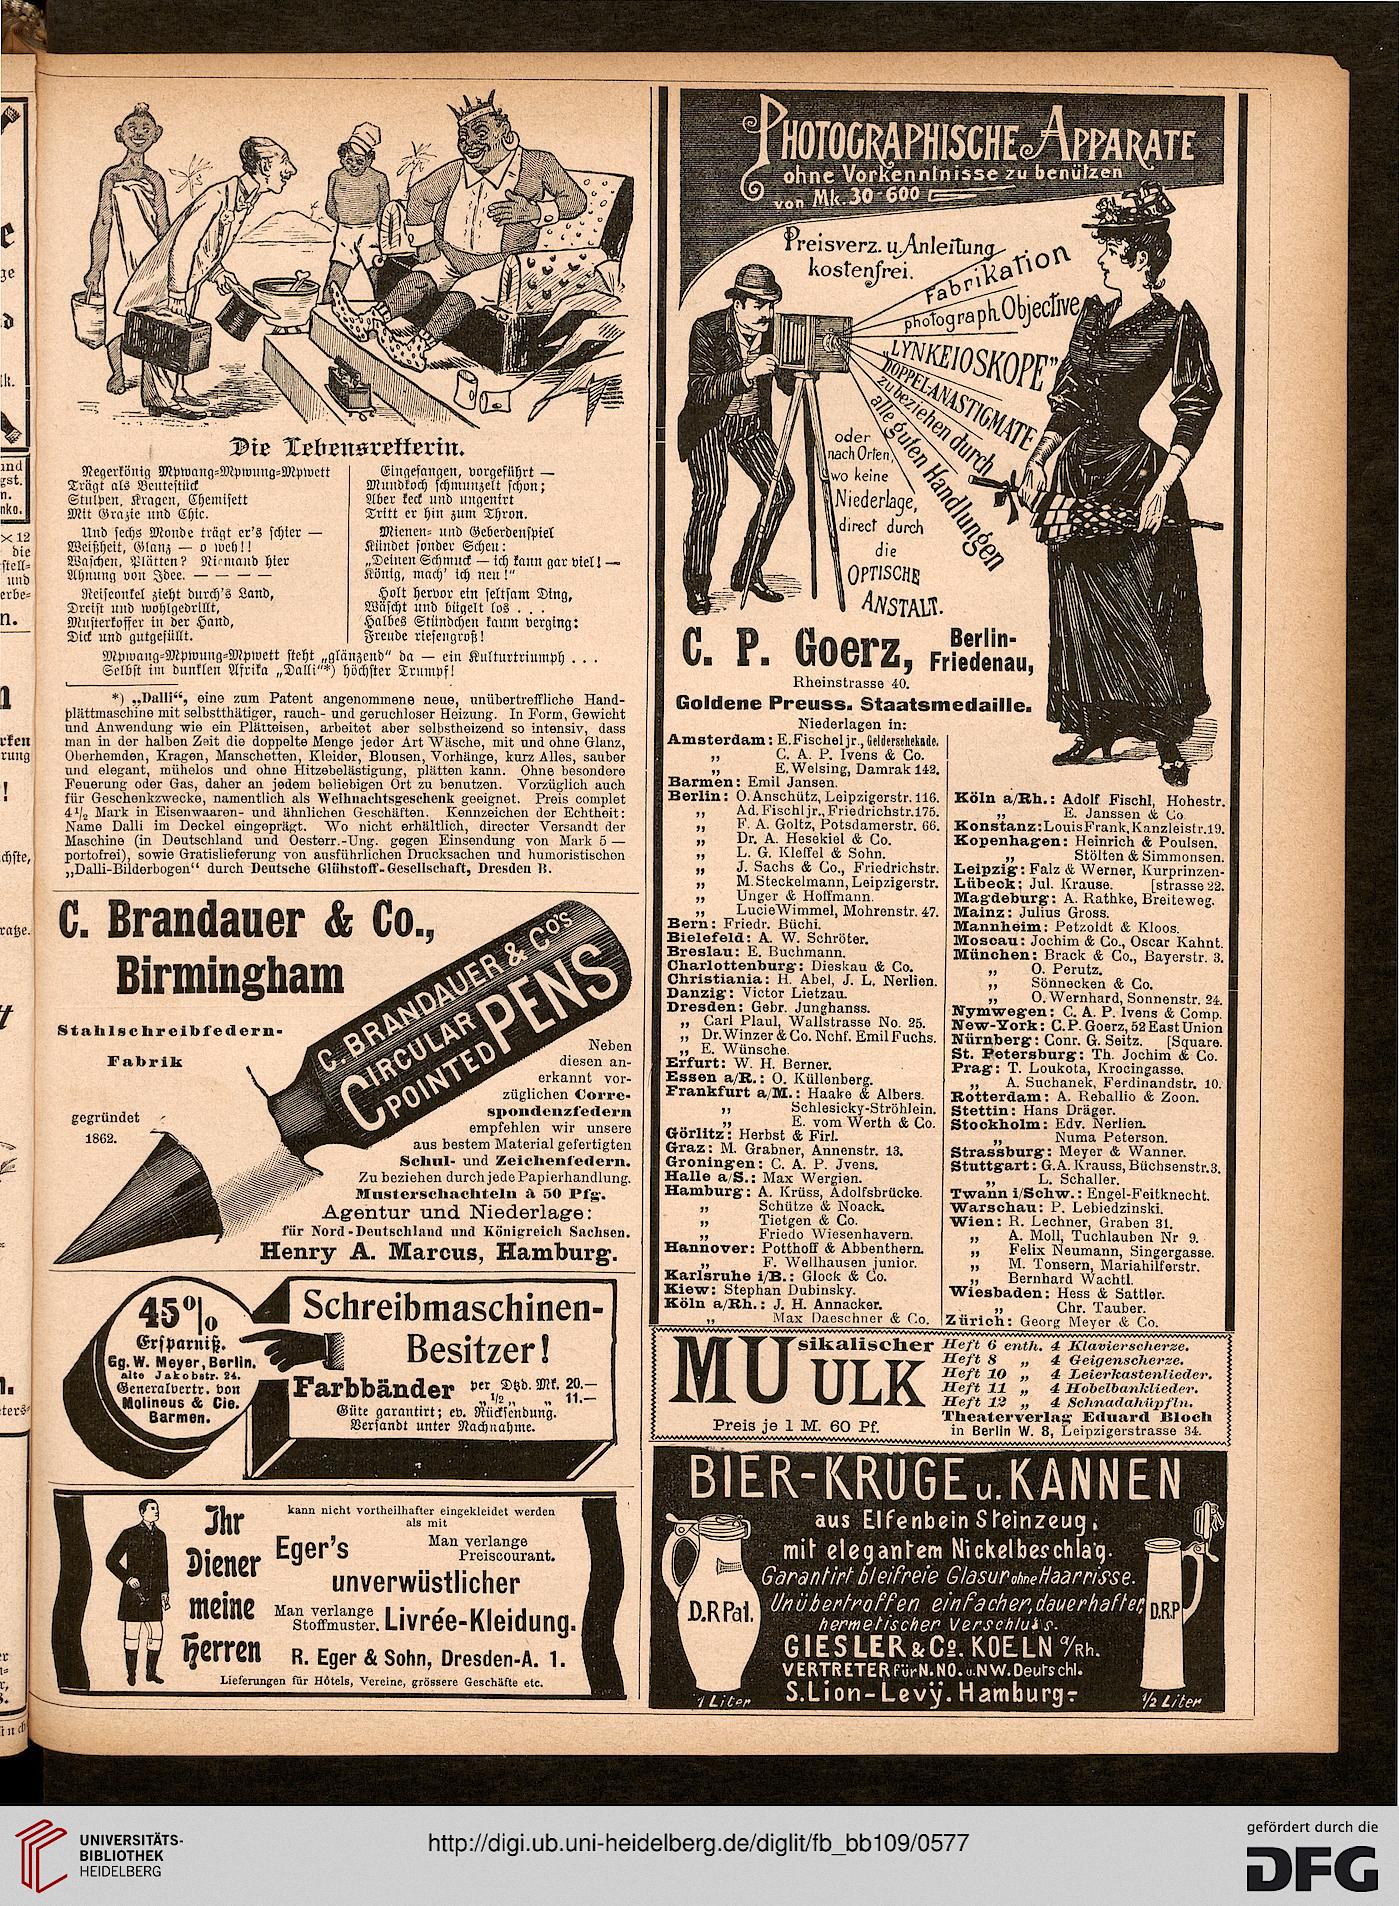 Die Lebensretterin.
Negerkönig Mpwang-Mpwung-Mpwett
Trägt als Beutestück
Stulpen, Kragen, Chemisett
Mit Grazie und Chic.
Und sechs Monde trägt er's schier —
Weißheit, Glanz — o weh!!
Waschen, Plätten? Niemand hier
Ahnung von Idee. — — — —
Reiseonkel zieht durch's Land,
Dreist und wohlgedrillt,
Musterkoffer in der Hand,
Dick und gutgefüllt.
Eingefangen, vorgeführt —
Mundkoch schmunzelt schon;
Aber keck und ungenirt
Tritt er hin zum Thron.
Mienen- und Geberdenspiel
Kündet sonder Scheu:
„Deinen Schmuck — ich kann gar viel! —
König, mach' ich neu!"
Holt hervor ein seltsam Ding,
Wäscht und bügelt los . . .
Halbes Stündchen kaum verging:
Freude riesengroß!
Mpwang-Mpwung-Mpwett steht „glänzend" da — ein Kulturtriumph . . .
Selbst im dunklen Afrika „Dalli"*) höchster Trumpf!
*) „Dalli“, eine zum Patent angenommene neue, unübertreffliche Hand-
plättmaschine mit selbstthätiger, rauch- und geruchloser Heizung. In Form, Gewicht
und Anwendung wie ein Plätteisen, arbeitet aber selbstheizend so intensiv, dass
man in der halben Zeit die doppelte Menge jeder Art Wäsche, mit und ohne Glanz,
Oberhemden, Kragen, Manschetten, Kleider, Blousen, Vorhänge, kurz Alles, sauber
und elegant, mühelos und ohne Hitzebelästigung, plätten kann. Ohne besondere
Feuerung oder Gas, daher an jedem beliebigen Ort zu benutzen. Vorzüglich auch
für Geschenkzwecke, namentlich als Weihnachtsgeschenk geeignet. Preis complet
4½ Mark in Eisenwaaren- und ähnlichen Geschäften. Kennzeichen der Echtheit:
Name Dalli im Deckel eingeprägt. Wo nicht erhältlich, directer Versandt der
Maschine (in Deutschland und Oesterr.-Ung. gegen Einsendung von Mark 5 —
portofrei), sowie Gratislieferung von ausführlichen Drucksachen und humoristischen
„Dalli-Bilderbogen“ durch Deutsche Glühstoff-Gesellschaft, Dresden B.
C. Brandauer & Co.,
Birmingham
Stahlschreibfedern-
Fabrik
gegründet
1862.
C. BRANDAUER & CO'S
CIRCULAR
POINTED
PENS
Neben
diesen an-
erkannt vor-
züglichen Corre-
spondenzfedern
empfehlen wir unsere
aus bestem Material gefertigten
Schul- und Zeichenfedern.
Zu beziehen durch jede Papierhandlung.
Musterschachteln à 50 Pfg.
Agentur und Niederlage:
für Nord-Deutschland und Königreich Sachsen.
Henry A. Marcus, Hamburg.
45%
Ersparniß.
Gg. W. Meyer, Berlin.
alte Jakobstr. 24.
Generalvertr. von
Molineus & Cie.
Barmen.
Schreibmaschinen-
Besitzer!
Farbbänder per Dtzd. Mk. 20.—
„ 1/2 „ „ 11.—
Güte garantirt; ev. Rücksendung.
Versandt unter Nachnahme.
Ihr
Diener
meine
Herren
kann nicht vortheilhafter eingekleidet werden
als mit
Eger's
Man verlange
Preiscourant.
unverwüstlicher
Man verlange
Stoffmuster.
Livrée-Kleidung.
R. Eger & Sohn, Dresden-A. 1.
Lieferungen für Hôtels, Vereine, grössere Geschäfte etc.
PHOTOGRAPHISCHE APPARATE
ohne Vorkenntnisse zu benützen
von Mk. 30-600
Preisverz. u. Anleitung
kostenfrei.
Fabrikation
photograph. Objective
„LYNKEIOSKOPE"
DOPPEL-ANASTIGMATE
zu beziehen durch
alle guten Handlungen
oder
nach Orten,
wo keine
Niederlage,
direct durch
die
OPTISCHE
ANSTALT.
C. P. Goerz,
Berlin-
Friedenau,
Rheinstrasse 40.
Goldene Preuss. Staatsmedaille.
Niederlagen in:
Amsterdam: E. Fischel jr., Gelderschekade.
„ C. A. P. Ivens & Co.
„ E. Welsing, Damrak 142.
Barmen: Emil Jansen.
Berlin: O. Anschütz, Leipzigerstr. 116.
„ Ad. Fischl jr., Friedrichstr. 175.
„ F. A. Goltz, Potsdamerstr. 66.
„ Dr. A. Hesekiel & Co.
„ L. G. Kleffel & Sohn.
„ J. Sachs & Co., Friedrichstr.
„ M. Steckelmann, Leipzigerstr.
„ Unger & Hoffmann.
„ Lucie Wimmel, Mohrenstr. 47.
Bern: Friedr. Büchi.
Bielefeld: A. W. Schröter.
Breslau: E. Buchmann.
Charlottenburg: Dieskau & Co.
Christiania: H. Abel, J. L. Nerlien.
Danzig: Victor Lietzau.
Dresden: Gebr. Junghanss.
„ Carl Plaul, Wallstrasse No. 25.
„ Dr. Winzer & Co. Nchf. Emil Fuchs.
„ E. Wünsche.
Erfurt: W. H. Berner.
Essen a/R.: O. Küllenberg.
Frankfurt a/M.: Haake & Albers.
„ Schlesicky-Ströhlein.
„ E. vom Werth & Co.
Görlitz: Herbst & Firl.
Graz: M. Grabner, Annenstr. 13.
Groningen: C. A. P. Jvens.
Halle a/S.: Max Wergien.
Hamburg: A. Krüss, Adolfsbrücke.
„ Schütze & Noack.
„ Tietgen & Co.
„ Friedo Wiesenhavern.
Hannover: Potthoff & Abbenthern.
„ F. Wellhausen junior.
Karlsruhe i/B.: Glock & Co.
Kiew: Stephan Dubinsky.
Köln a/Rh.: J. H. Annacker.
„ Max Daeschner & Co.
Köln a/Rh.: Adolf Fischl, Hohestr.
„ E. Janssen & Co
Konstanz: Louis Frank, Kanzleistr. 19.
Kopenhagen: Heinrich & Poulsen.
„ Stölten & Simmonsen.
Leipzig: Falz & Werner, Kurprinzen-
Lübeck: Jul. Krause. [strasse 22.
Magdeburg: A. Rathke, Breiteweg.
Mainz: Julius Gross.
Mannheim: Petzoldt & Kloos.
Moscau: Jochim & Co., Oscar Kahnt.
München: Brack & Co., Bayerstr. 3.
„ O. Perutz.
„ Sönnecken & Co.
„ O. Wernhard, Sonnenstr. 24.
Nymwegen: C. A. P. Ivens & Comp.
New-York: C. P. Goerz, 52 East Union
Nürnberg: Conr. G. Seitz. [Square.
St. Petersburg: Th. Jochim & Co.
Prag: T. Loukota, Krocingasse.
„ A. Suchanek, Ferdinandstr. 10.
Rotterdam: A. Reballio & Zoon.
Stettin: Hans Dräger.
Stockholm: Edv. Nerlien.
„ Numa Peterson.
Strassburg: Meyer & Wanner.
Stuttgart: G. A. Krauss, Büchsenstr. 3.
„ L. Schaller.
Twann i/Schw.: Engel-Feitknecht.
Warschau: P. Lebiedzinski.
Wien: R. Lechner, Graben 31.
„ A. Moll, Tuchlauben Nr 9.
„ Felix Neumann, Singergasse.
„ M. Tonsern, Mariahilferstr.
„ Bernhard Wachtl.
Wiesbaden: Hess & Sattler.
„ Chr. Tauber.
Zürich: Georg Meyer & Co.
MUsikalischer
ULK
Preis je 1 M. 60 Pf.
Heft 6 enth. 4 Klavierscherze.
Heft 8 „ 4 Geigenscherze.
Heft 10 „ 4 Leierkastenlieder.
Heft 11 „ 4 Hobelbanklieder.
Heft 12 „ 4 Schnadahüpfln.
Theaterverlag Eduard Bloch
in Berlin W. 8, Leipzigerstrasse 34.
BIER-KRÜGE u. KANNEN
aus Elfenbein Steinzeug,
mit elegantem Nickelbeschlag.
Garantirt bleifreie Glasur ohne Haarrisse.
Unübertroffen einfacher, dauerhafter,
hermetischer Verschluss.
GIESLER & Co. KOELN a/Rh.
VERTRETER für N. NO. u. NW. Deutschl.
S. Lion-Levÿ. Hamburg-
D.R.Pat.
1 Liter
D.R.P
1/2 Liter
UNIVERSITÄTS-
BIBLIOTHEK
HEIDELBERG
http://digi.ub.uni-heidelberg.de/diglit/fb_bb109/0577
gefördert durch die
DFG